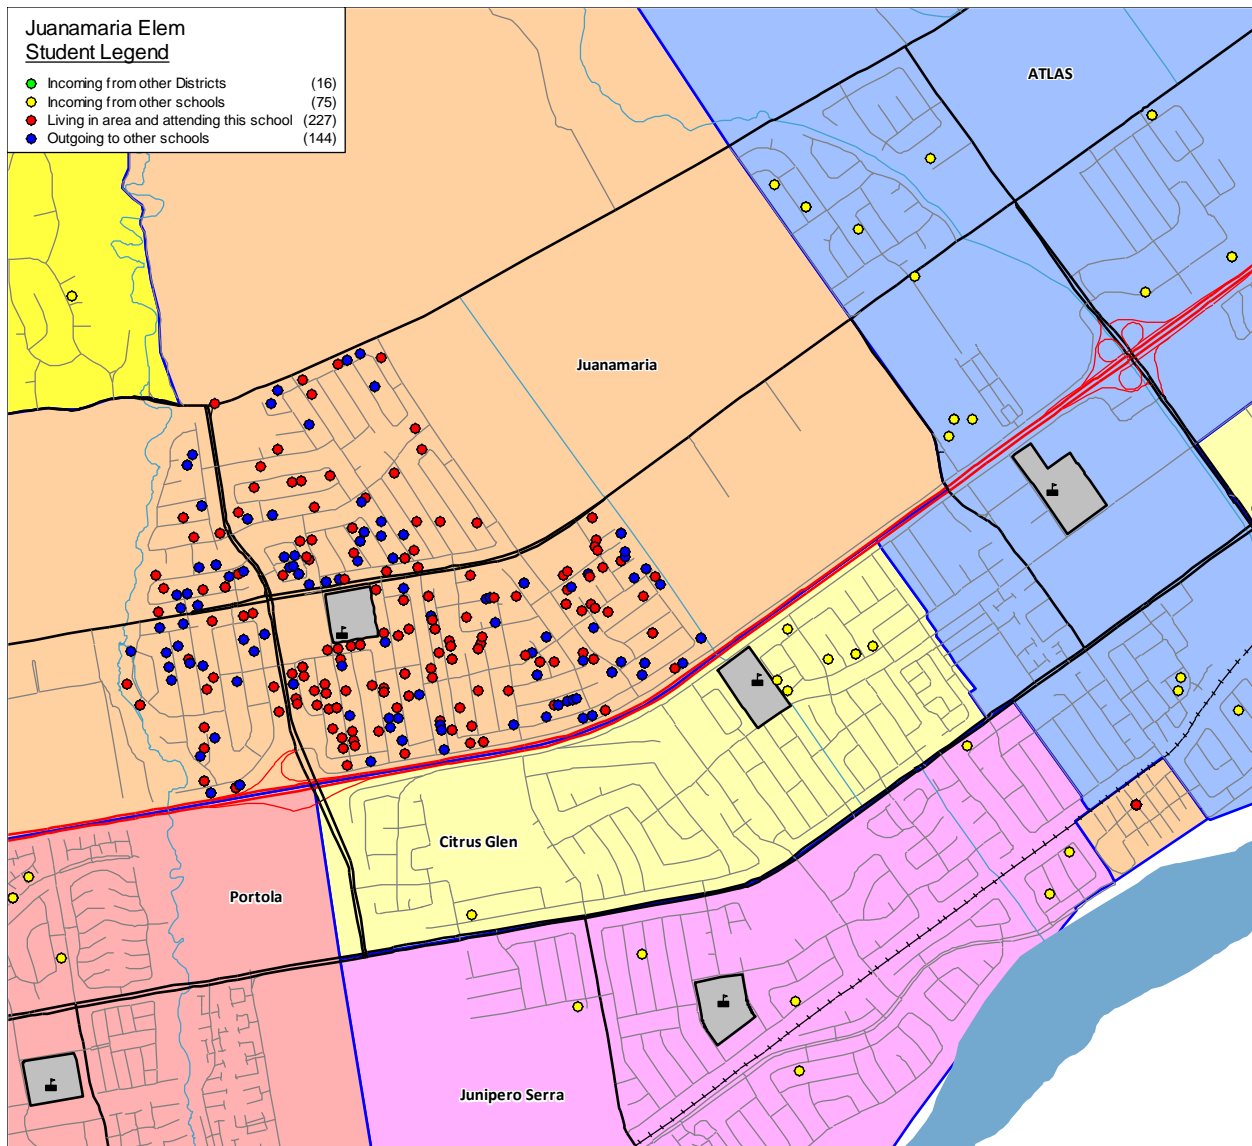 Juanamaria Elem
Student Legend
Incoming from other Districts (16)
Incoming from other schools (75)
Living in area and attending this school (227)
Outgoing to other schools (144)
ATLAS
Juanamaria
Citrus Glen
Portola
Junipero Serra